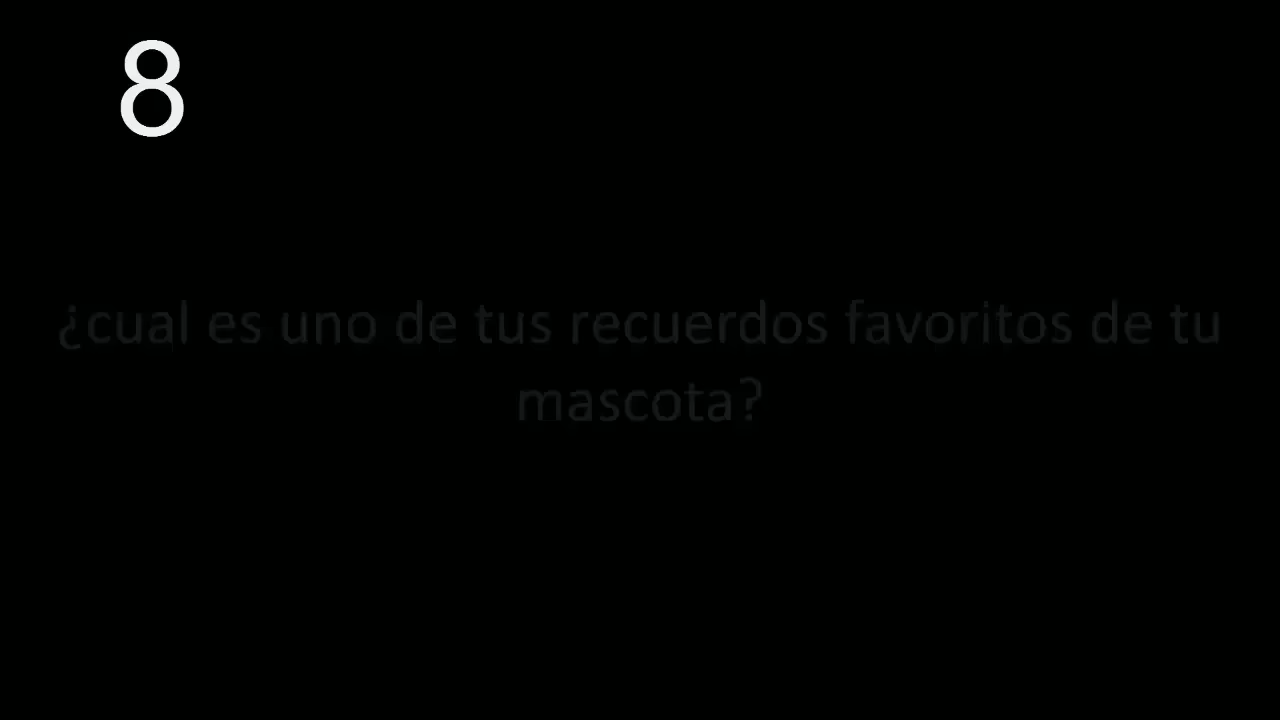 8
¿cual es uno de tus recuerdos favoritos de tu
mascota?